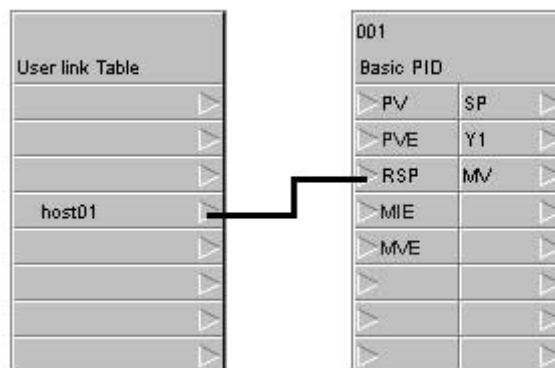 User link Table
host01
001
Basic PID
PV SP
PVE Y1
RSP MV
MIE
MVE